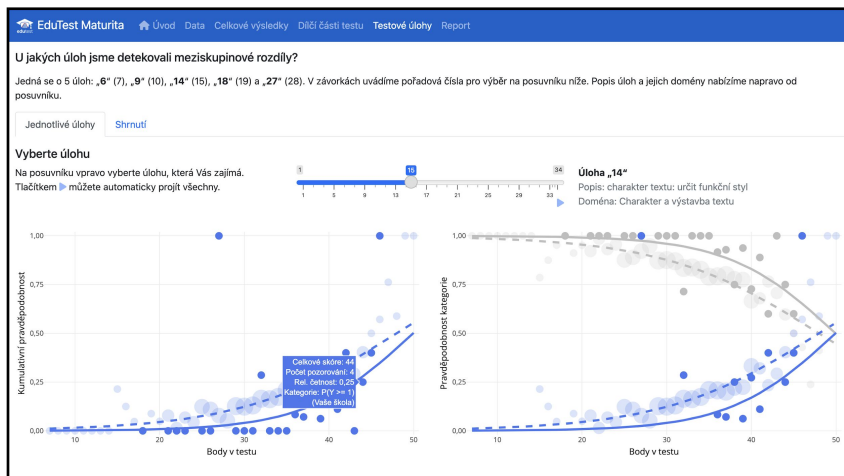 edutest
EduTest Maturita Úvod Data Celkové výsledky Dílčí části testu Testové úlohy Report
U jakých úloh jsme detekovali meziskupinové rozdíly?
Jedná se o 5 úloh: „6“ (7), „9“ (10), „14“ (15), „18“ (19) a „27“ (28). V závorkách uvádíme pořadová čísla pro výběr na posuvníku níže. Popis úloh a jejich domény nabízíme napravo od
posuvníku.
Jednotlivé úlohy Shrnutí
Vyberte úlohu
Na posuvníku vpravo vyberte úlohu, která Vás zajímá.
Tlačítkem můžete automaticky projít všechny.
1 15 34
1 5 9 13 17 21 25 29 33
Úloha „14“
Popis: charakter textu: určit funkční styl
Doména: Charakter a výstavba textu
Kumulativní pravděpodobnost
1,00
0,75
0,50
0,25
0,00
10 20 30 40 50
Body v testu
Celkové skóre: 44
Počet pozorování: 4
Rel. četnost: 0,25
Kategorie: P(Y >= 1)
(Vaše škola)
Pravděpodobnost kategorie
1,00
0,75
0,50
0,25
0,00
10 20 30 40 50
Body v testu